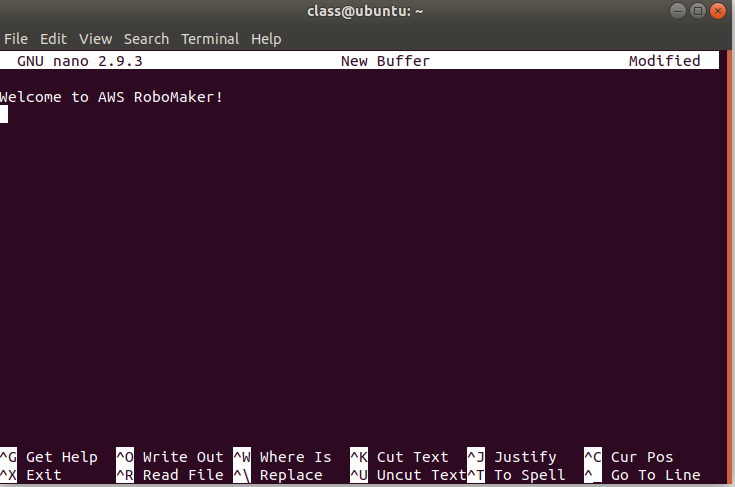 class@ubuntu: ~
File Edit View Search Terminal Help
GNU nano 2.9.3 New Buffer Modified
Welcome to AWS RoboMaker!
^G Get Help ^O Write Out ^W Where Is ^K Cut Text ^J Justify ^C Cur Pos
^X Exit ^R Read File ^\ Replace ^U Uncut Text ^T To Spell ^_ Go To Line